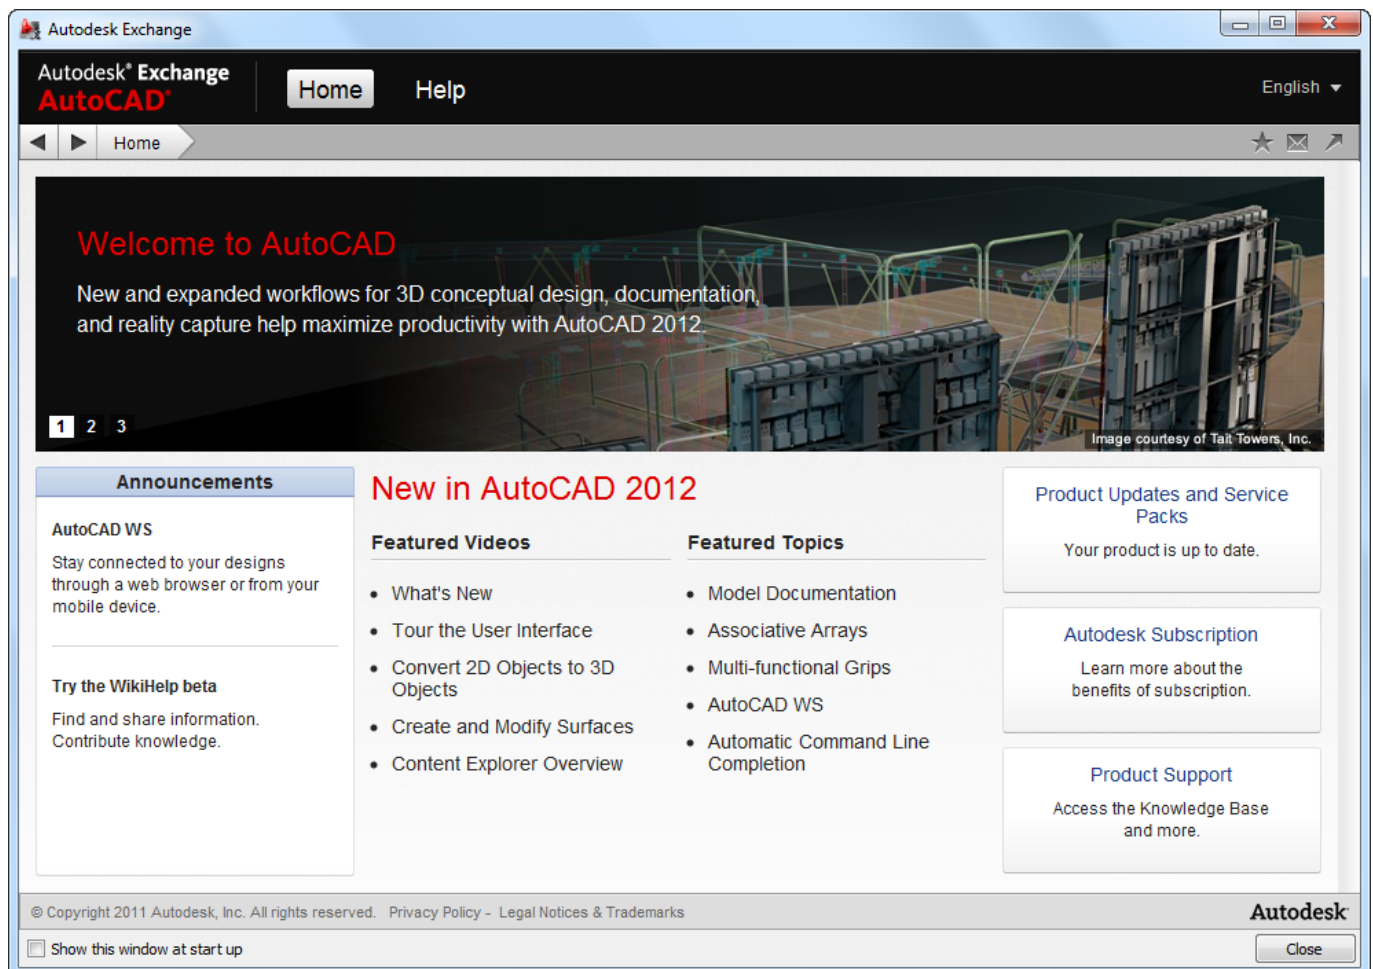 Autodesk Exchange
Autodesk® Exchange
AutoCAD®
Home
Help
English
Home
Welcome to AutoCAD
New and expanded workflows for 3D conceptual design, documentation,
and reality capture help maximize productivity with AutoCAD 2012.
1 2 3
Image courtesy of Tait Towers, Inc.
Announcements
AutoCAD WS
Stay connected to your designs
through a web browser or from your
mobile device.
Try the WikiHelp beta
Find and share information.
Contribute knowledge.
New in AutoCAD 2012
Featured Videos
• What's New
• Tour the User Interface
• Convert 2D Objects to 3D
Objects
• Create and Modify Surfaces
• Content Explorer Overview
Featured Topics
• Model Documentation
• Associative Arrays
• Multi-functional Grips
• AutoCAD WS
• Automatic Command Line
Completion
Product Updates and Service
Packs
Your product is up to date.
Autodesk Subscription
Learn more about the
benefits of subscription.
Product Support
Access the Knowledge Base
and more.
© Copyright 2011 Autodesk, Inc. All rights reserved. Privacy Policy - Legal Notices & Trademarks
Autodesk
Show this window at start up
Close